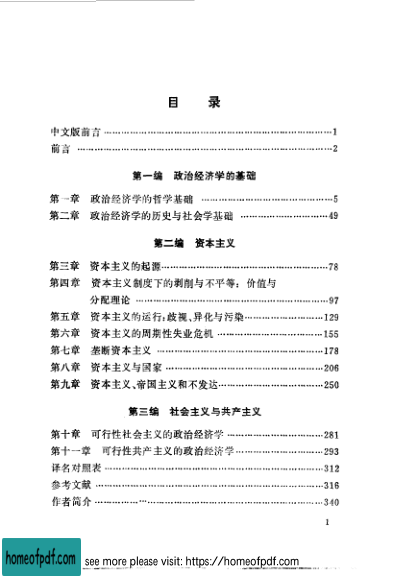 目 录
中文版前言……1
前言……2
第一编 政治经济学的基础
第一章 政治经济学的哲学基础……5
第二章 政治经济学的历史与社会学基础……49
第二编 资本主义
第三章 资本主义的起源……78
第四章 资本主义制度下的剥削与不平等：价值与
分配理论……97
第五章 资本主义的运行：歧视、异化与污染……129
第六章 资本主义的周期性失业危机……155
第七章 垄断资本主义……178
第八章 资本主义与国家……206
第九章 资本主义、帝国主义和不发达……250
第三编 社会主义与共产主义
第十章 可行性社会主义的政治经济学……281
第十一章 可行性共产主义的政治经济学……293
译名对照表……312
参考文献……316
作者简介……340
1
homeofpdf.com
see more please visit: https://homeofpdf.com